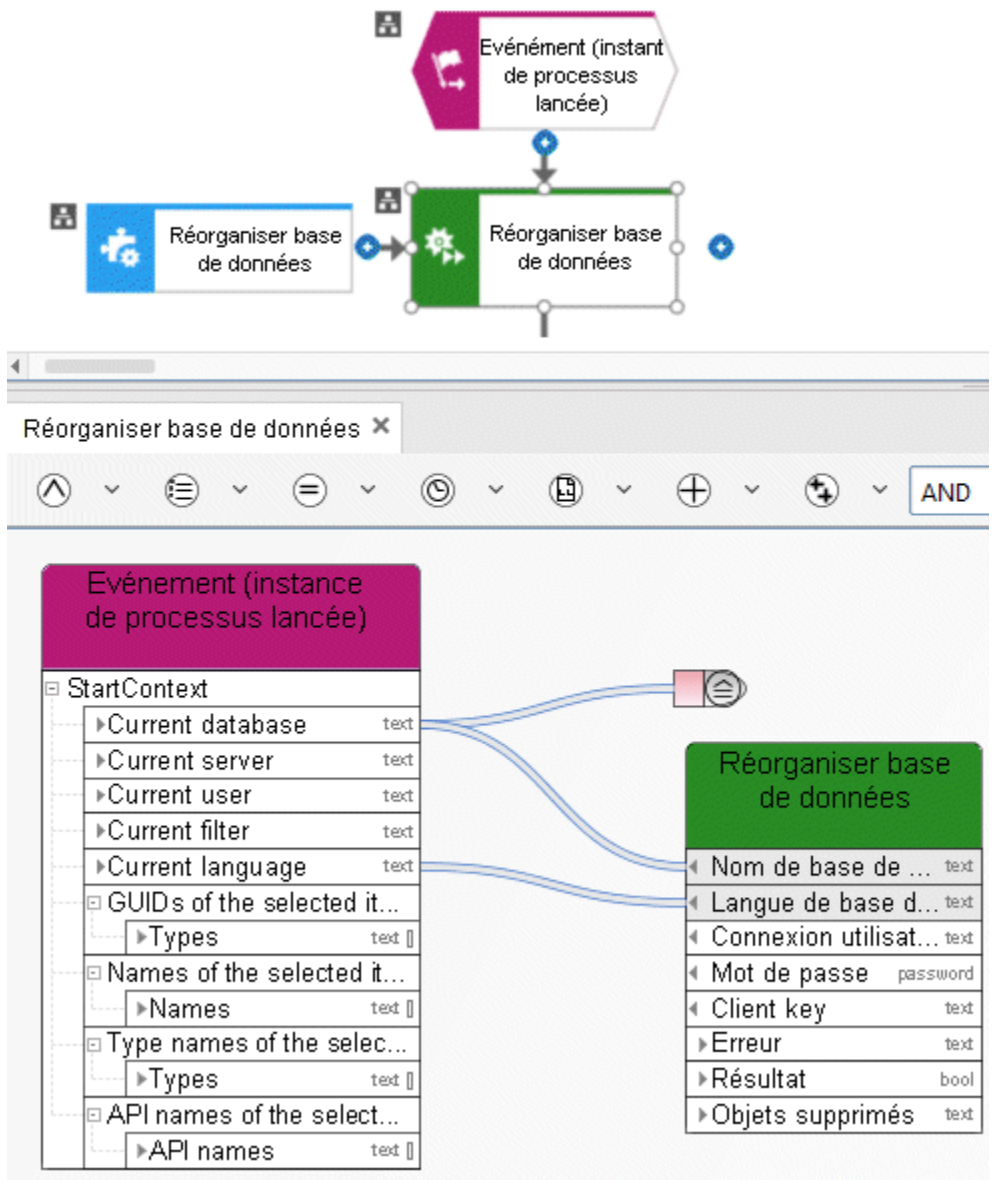 Evénément (instant
de processus
lancée)
Réorganiser base
de données
Réorganiser base
de données
Réorganiser base de données
AND
Evénement (instance
de processus lancée)
StartContext
Current database text
Current server text
Current user text
Current filter text
Current language text
GUIDs of the selected it...
Types text []
Names of the selected it...
Names text []
Type names of the selec...
Types text []
API names of the select...
API names text []
Réorganiser base
de données
Nom de base de ... text
Langue de base d... text
Connexion utilisat... text
Mot de passe password
Client key text
Erreur text
Résultat bool
Objets supprimés text